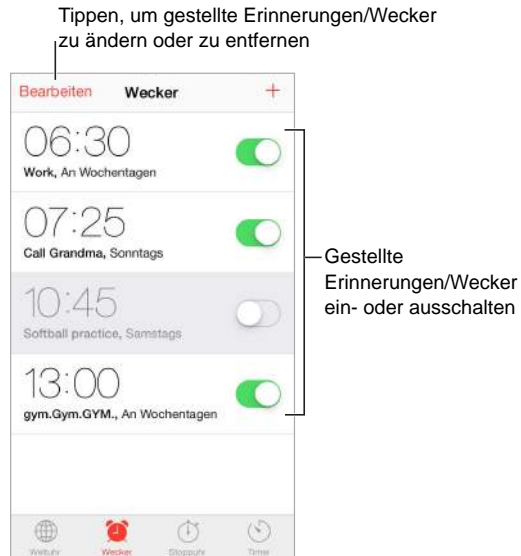 Tippen, um gestellte Erinnerungen/Wecker
zu ändern oder zu entfernen
Bearbeiten Wecker +
06:30
Work, An Wochentagen
07:25
Call Grandma, Sonntags
10:45
Softball practice, Samstags
13:00
gym.Gym.GYM., An Wochentagen
Gestellte
Erinnerungen/Wecker
ein- oder ausschalten
Weltuhr Wecker Stoppuhr Timer